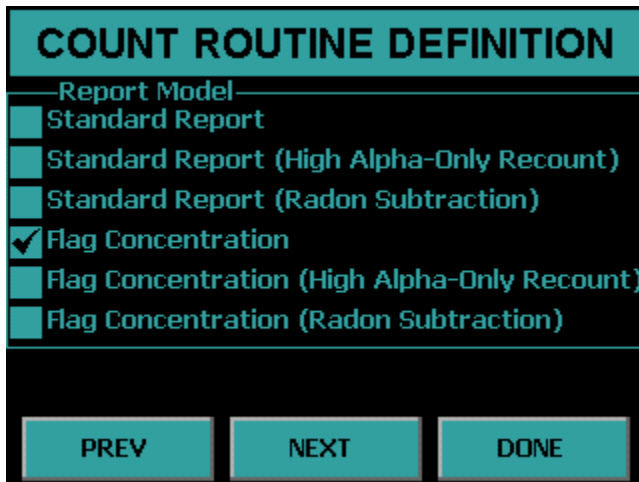 COUNT ROUTINE DEFINITION
Report Model
Standard Report
Standard Report (High Alpha-Only Recount)
Standard Report (Radon Subtraction)
Flag Concentration
Flag Concentration (High Alpha-Only Recount)
Flag Concentration (Radon Subtraction)
PREV NEXT DONE